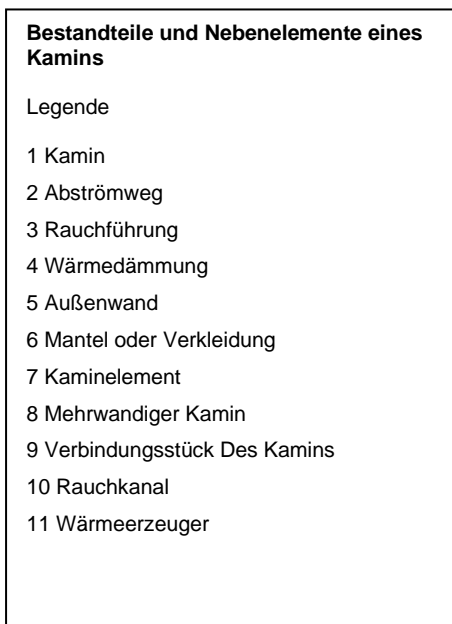 Bestandteile und Nebenelemente eines
Kamins
Legende
1 Kamin
2 Abströmweg
3 Rauchführung
4 Wärmedämmung
5 Außenwand
6 Mantel oder Verkleidung
7 Kaminelement
8 Mehrwandiger Kamin
9 Verbindungsstück Des Kamins
10 Rauchkanal
11 Wärmeerzeuger